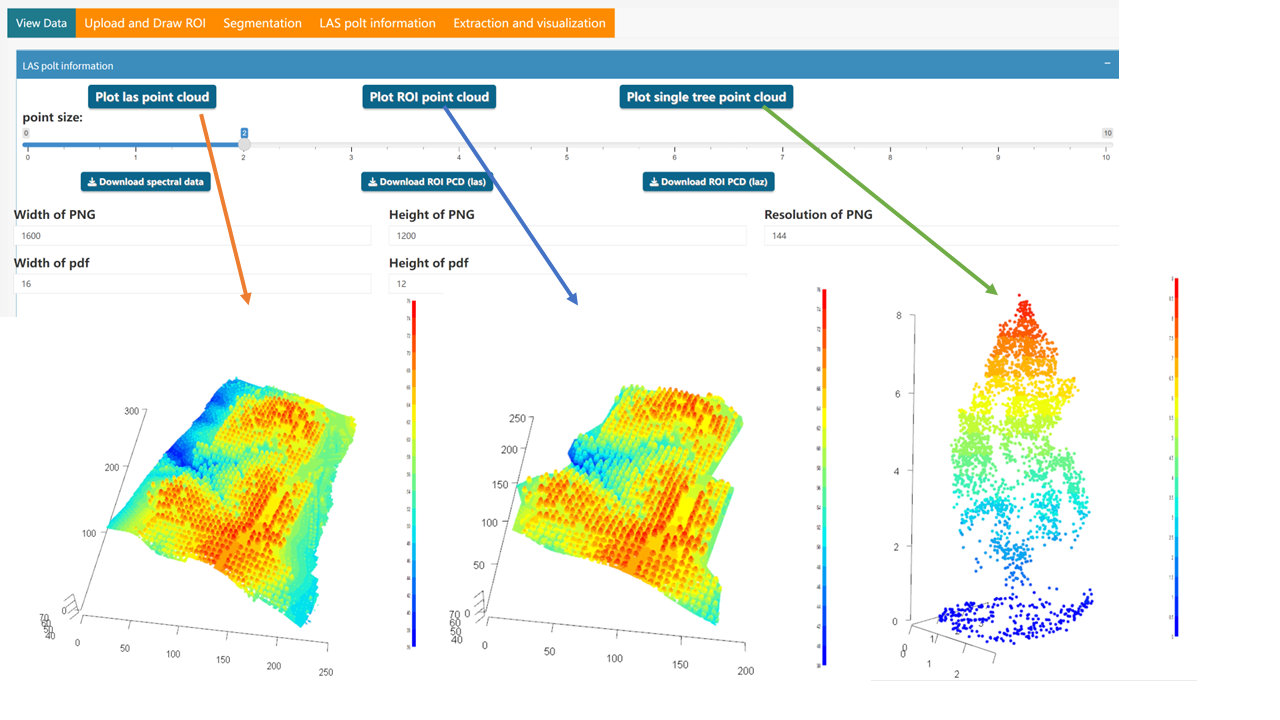 View Data Upload and Draw ROI Segmentation LAS polt information Extraction and visualization
LAS polt information
Plot las point cloud Plot ROI point cloud Plot single tree point cloud
point size:
0 2 10
0 1 2 3 4 5 6 7 8 9 10
Download spectral data Download ROI PCD (las) Download ROI PCD (laz)
Width of PNG Height of PNG Resolution of PNG
1600 1200 144
Width of pdf Height of pdf
16 12
300
200
100
0
70
60
50
40
0 50 100 150 200 250
250
200
150
100
50
0
70
60
50
40
0 50 100 150 200
8
6
4
2
0
0 1 2
0 1 2